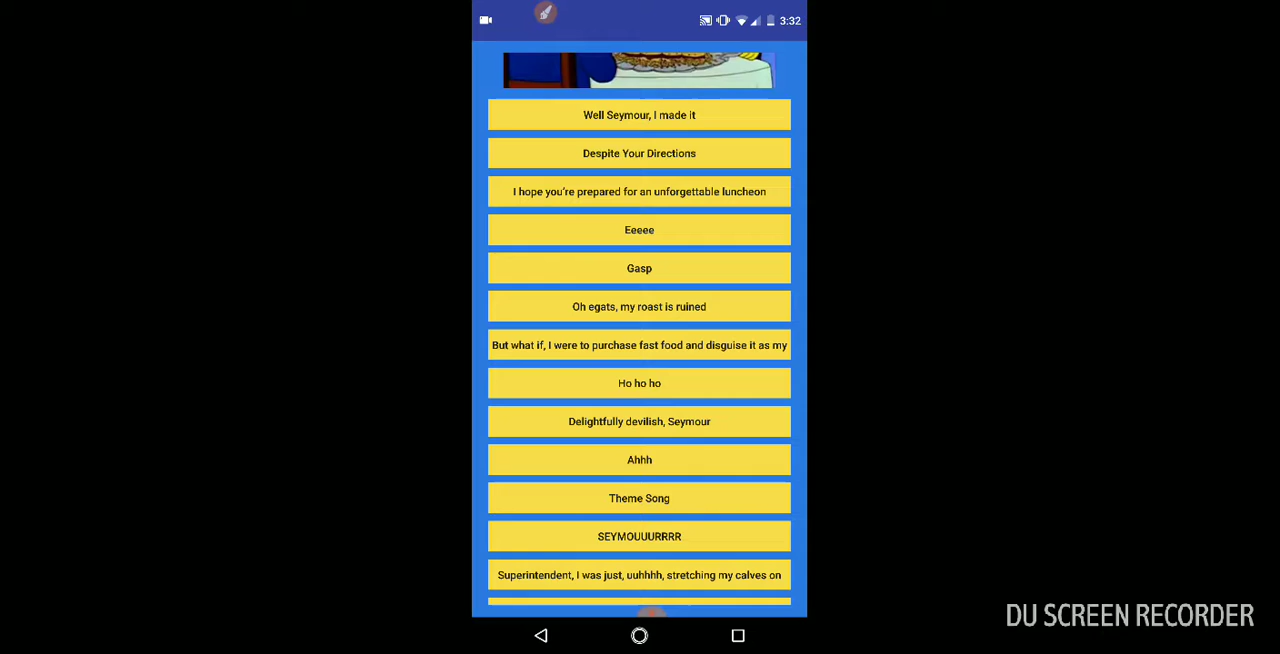 3:32
Well Seymour, I made it
Despite Your Directions
I hope you're prepared for an unforgettable luncheon
Eeeee
Gasp
Oh egats, my roast is ruined
But what if, I were to purchase fast food and disguise it as my
Ho ho ho
Delightfully devilish, Seymour
Ahhh
Theme Song
SEYMOUUURRRR
Superintendent, I was just, uuhhhh, stretching my calves on
DU SCREEN RECORDER